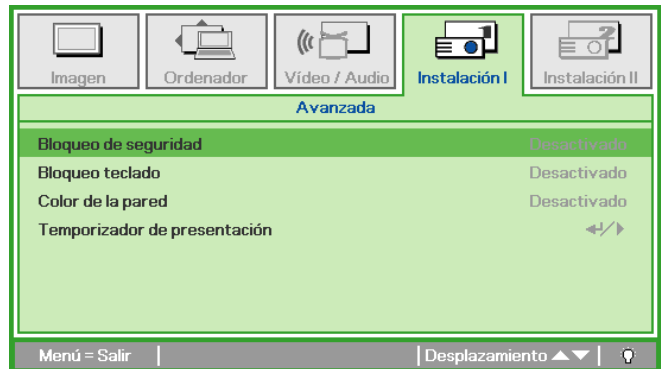 Imagen
Ordenador
Vídeo / Audio
Instalación I
Instalación II
Avanzada
Bloqueo de seguridad Desactivado
Bloqueo teclado Desactivado
Color de la pared Desactivado
Temporizador de presentación
Menú = Salir
Desplazamiento